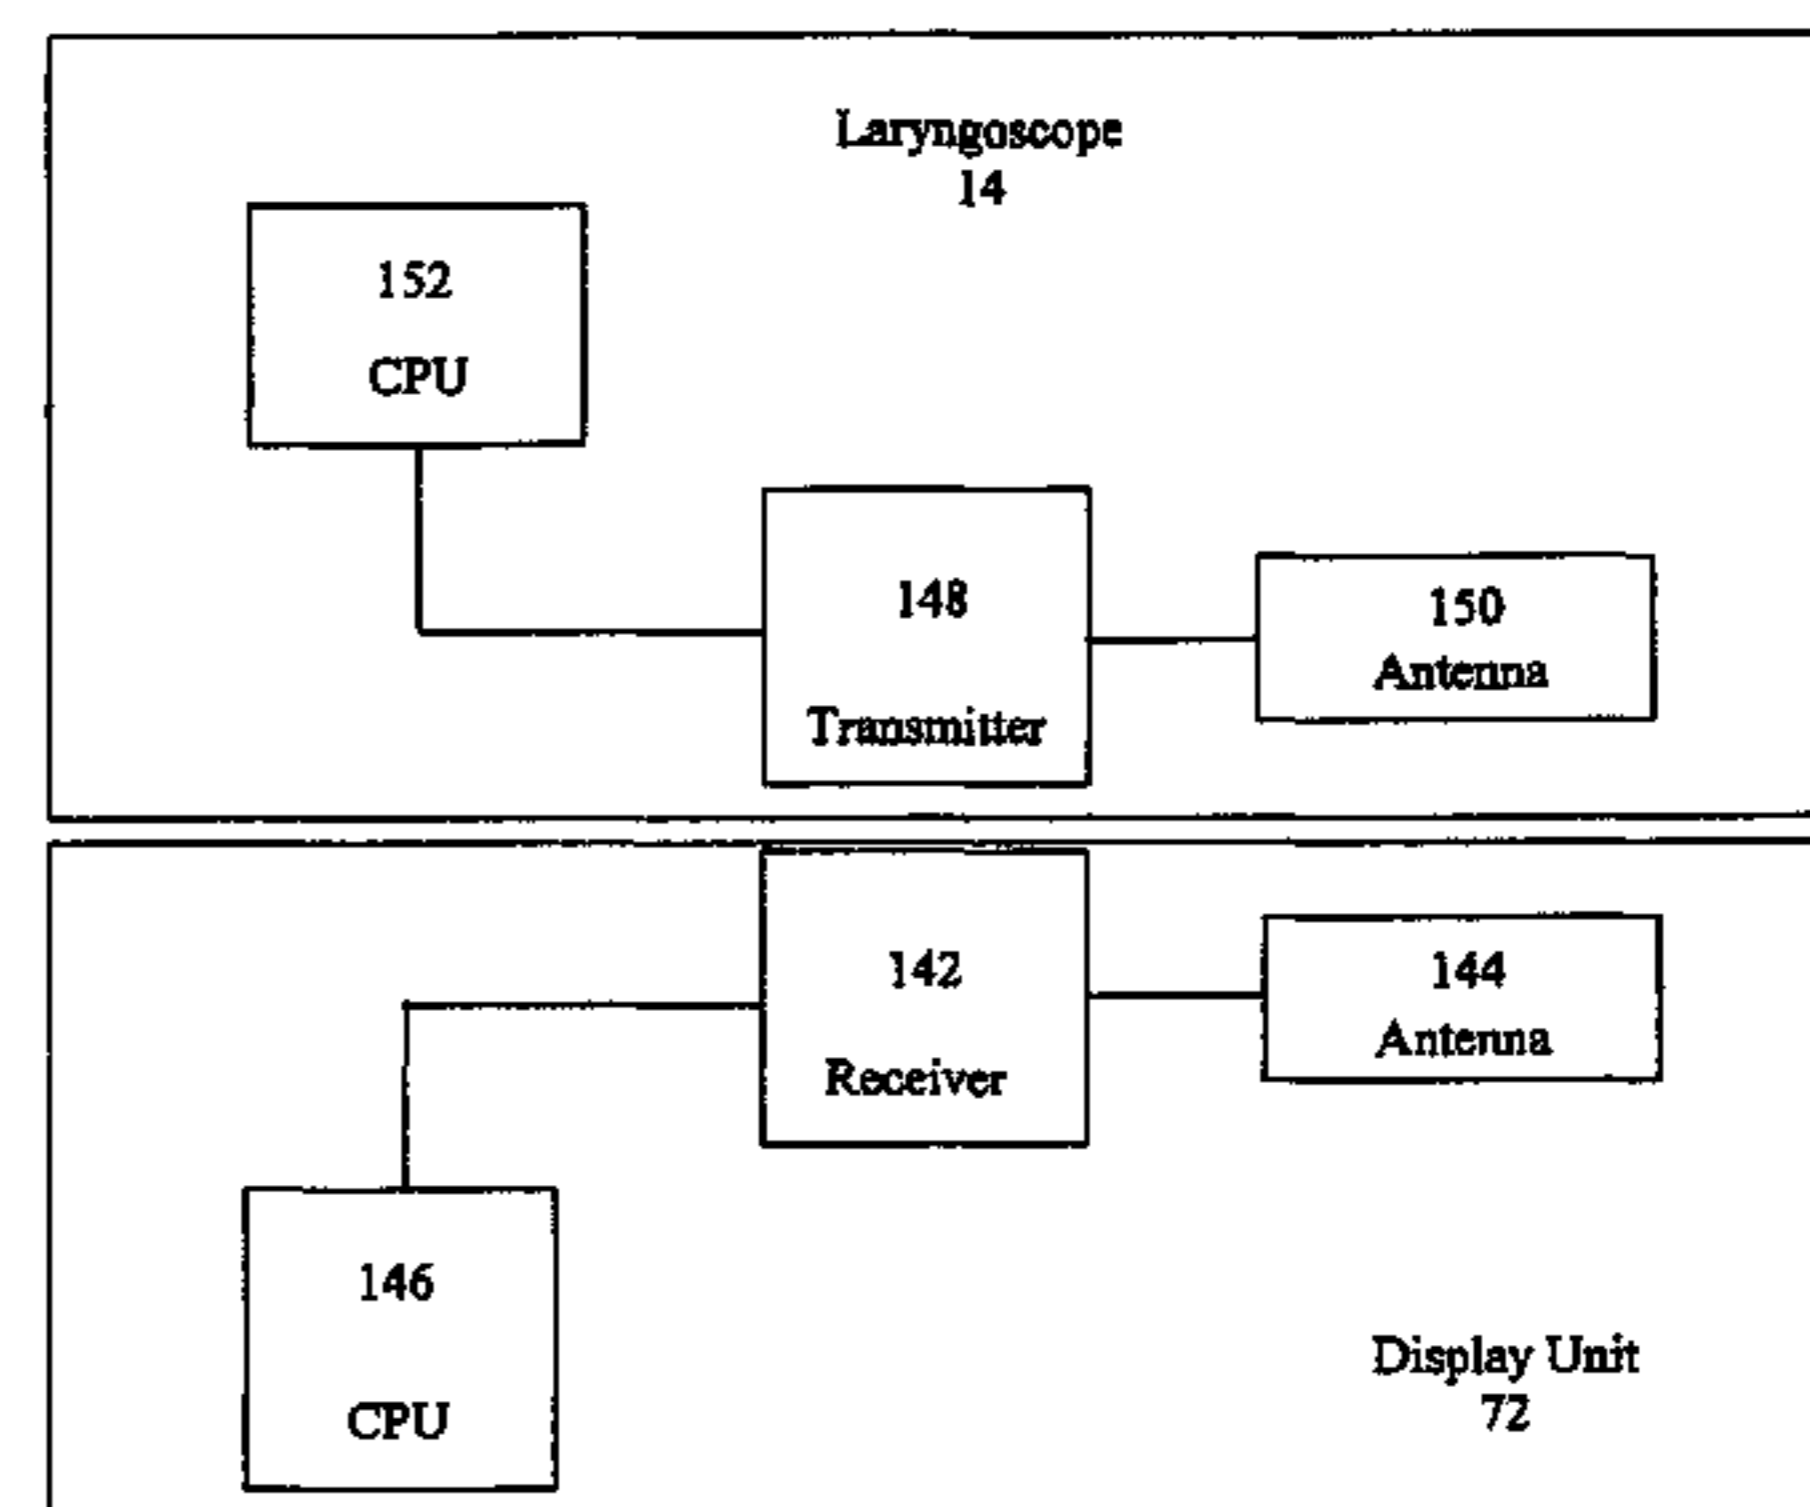 Laryngoscope
14
152
CPU
148
Transmitter
150
Antenna
142
Receiver
144
Antenna
146
CPU
Display Unit
72